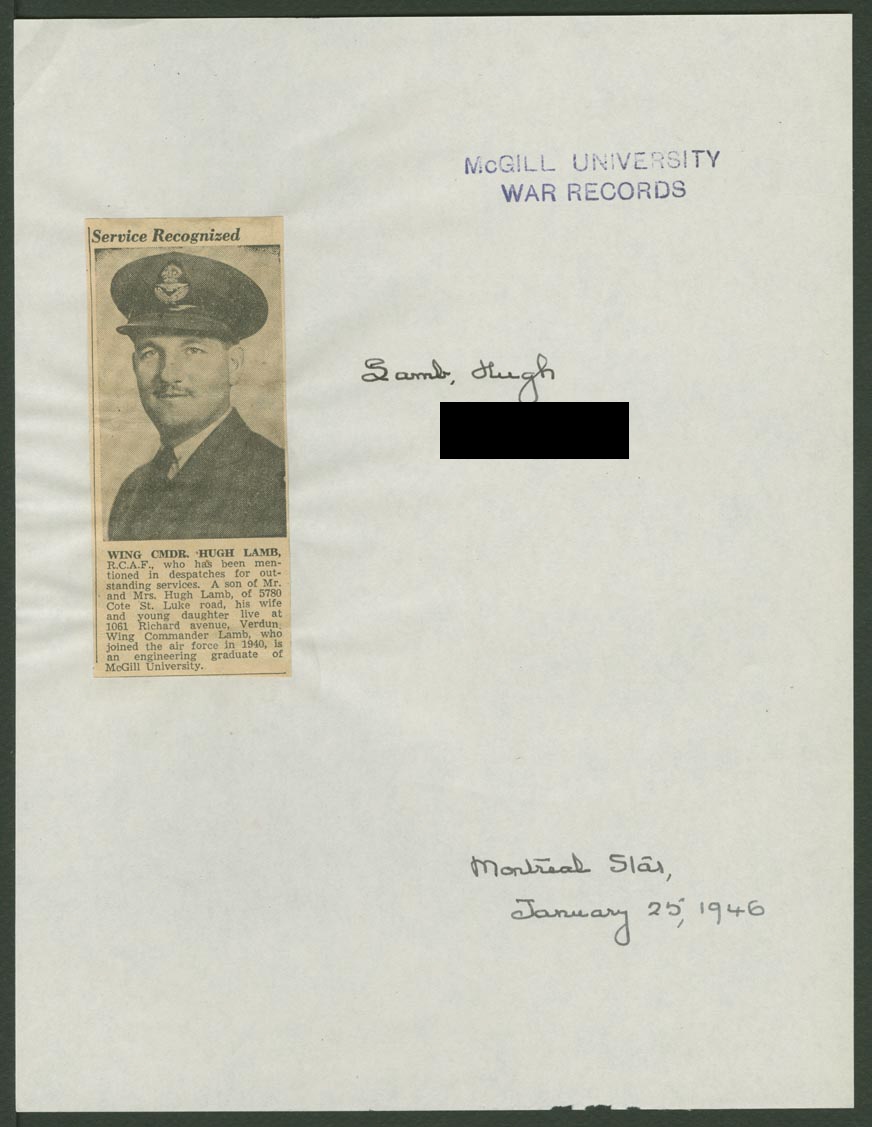 McGILL UNIVERSITY
WAR RECORDS
Service Recognized
Lamb, Hugh
WING CMDR. HUGH LAMB,
R.C.A.F., who has been men-
tioned in despatches for out-
standing services. A son of Mr.
and Mrs. Hugh Lamb, of 5780
Cote St. Luke road, his wife
and young daughter live at
1061 Richard avenue, Verdun.
Wing Commander Lamb, who
joined the air force in 1940, is
an engineering graduate of
McGill University.
Montreal Star,
January 25, 1946